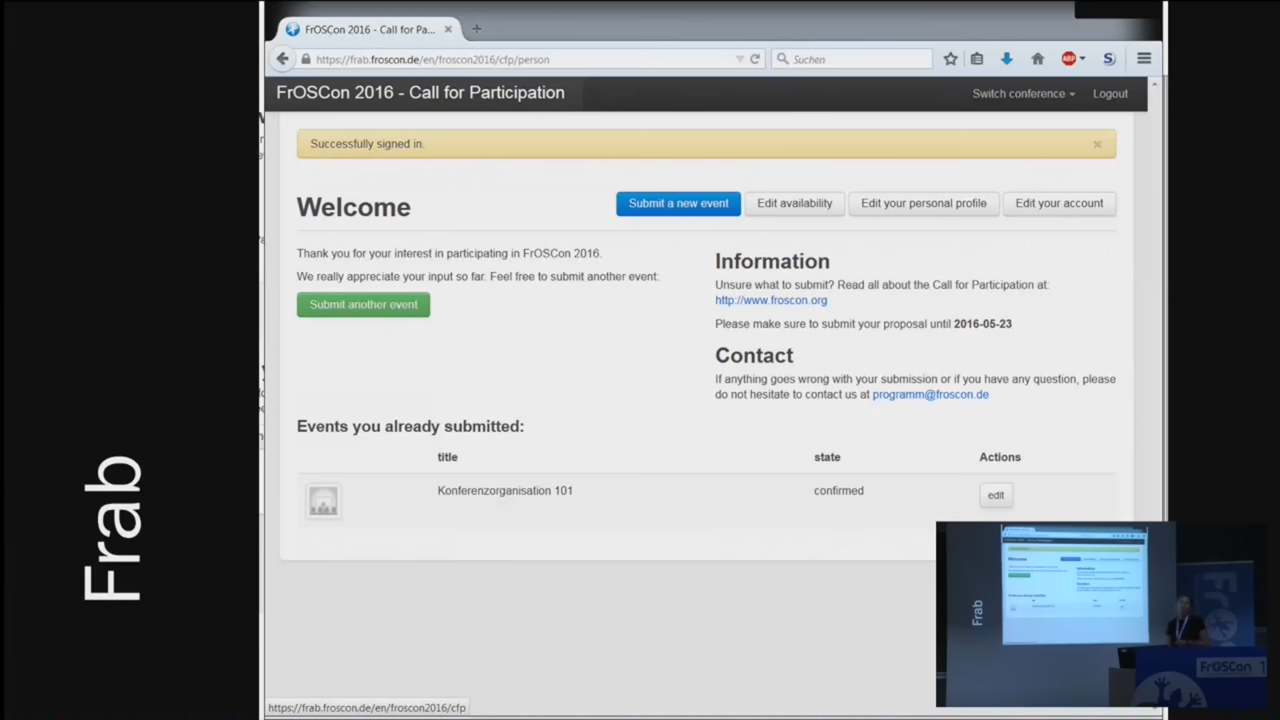 FrOSCon 2016 - Call for Pa...
https://frab.froscon.de/en/froscon2016/cfp/person
Suchen
ABP
S
FrOSCon 2016 - Call for Participation
Switch conference
Logout
Successfully signed in.
Welcome
Submit a new event
Edit availability
Edit your personal profile
Edit your account
Thank you for your interest in participating in FrOSCon 2016.
We really appreciate your input so far. Feel free to submit another event:
Submit another event
Information
Unsure what to submit? Read all about the Call for Participation at:
http://www.froscon.org
Please make sure to submit your proposal until 2016-05-23
Contact
If anything goes wrong with your submission or if you have any question, please
do not hesitate to contact us at programm@froscon.de
Events you already submitted:
title state Actions
Konferenzorganisation 101 confirmed edit
https://frab.froscon.de/en/froscon2016/cfp
Frab
Frab
Welcome
FrOSCon 1